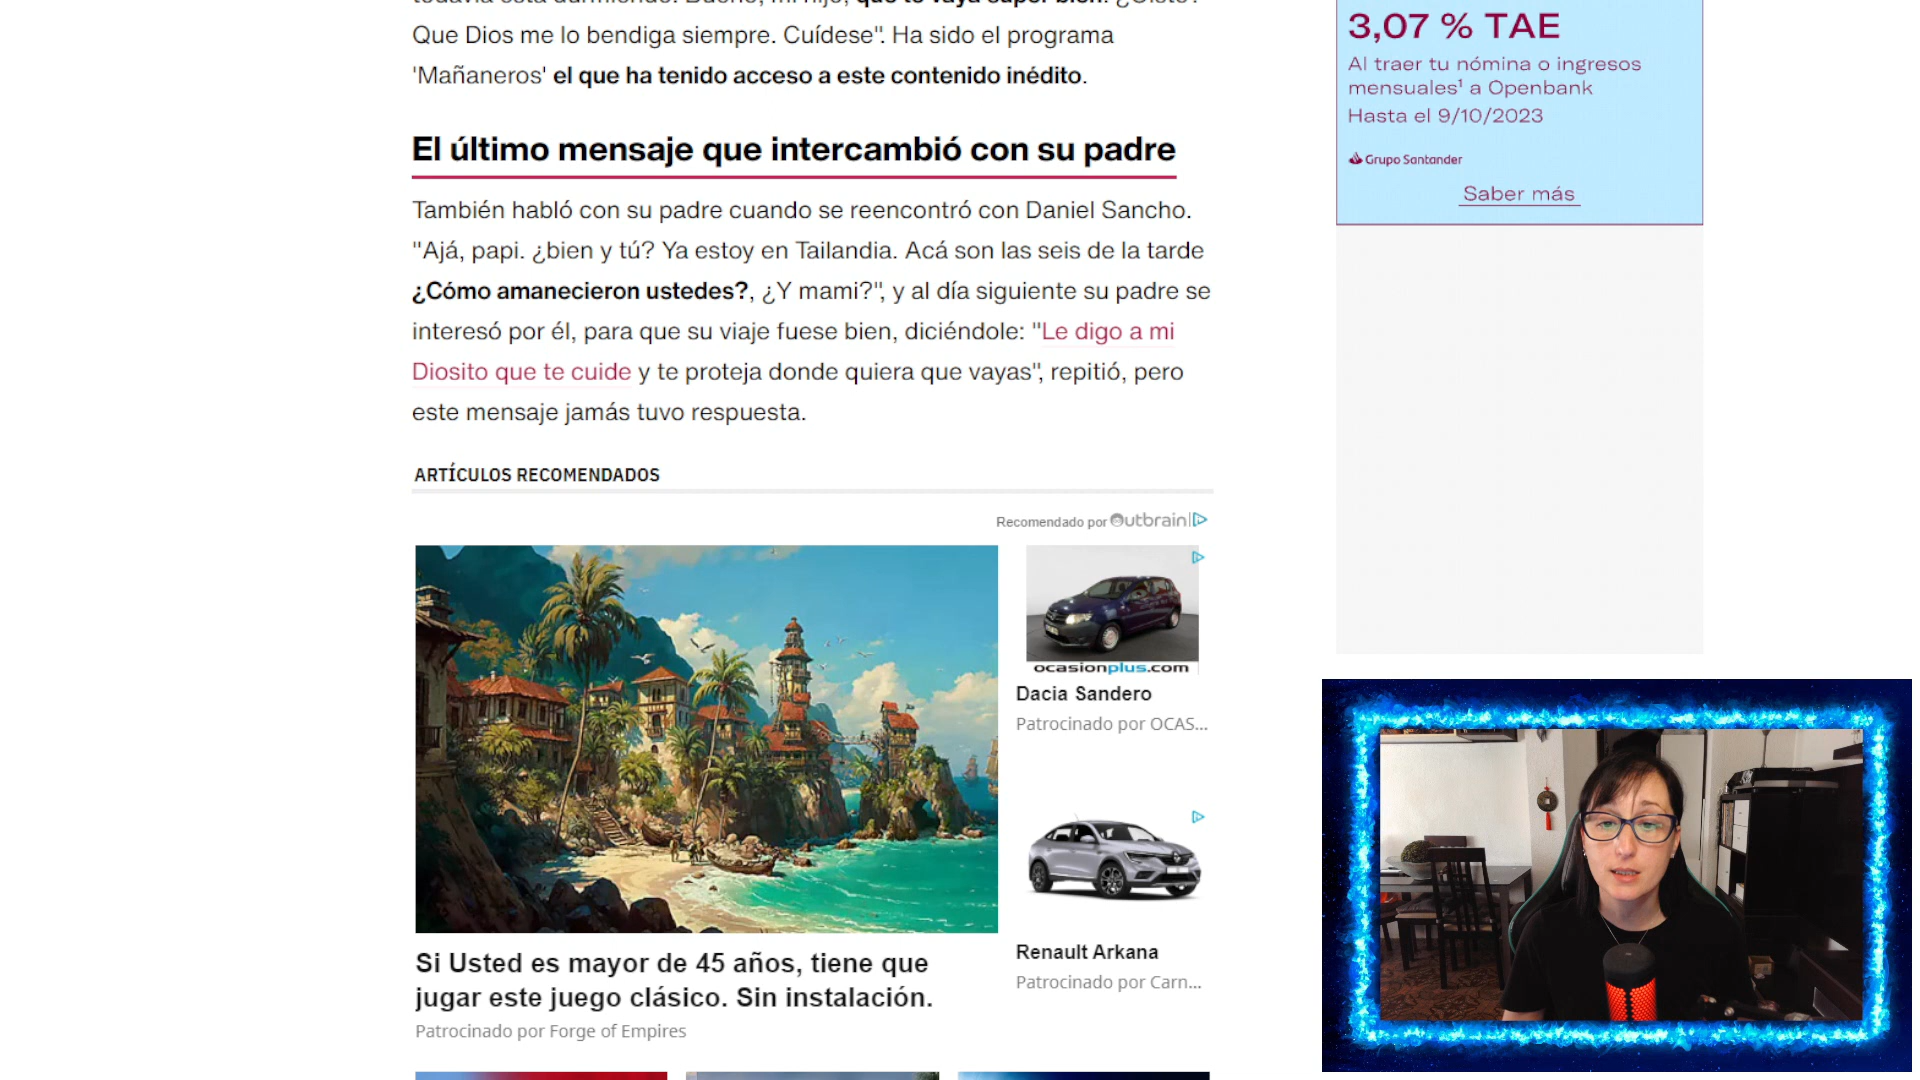 todavía está durmiendo. Bueno, mi hijo, que te vaya súper bien. ¿Oíste?
Que Dios me lo bendiga siempre. Cuídese". Ha sido el programa
'Mañaneros' el que ha tenido acceso a este contenido inédito.
El último mensaje que intercambió con su padre
También habló con su padre cuando se reencontró con Daniel Sancho.
"Ajá, papi. ¿bien y tú? Ya estoy en Tailandia. Acá son las seis de la tarde
¿Cómo amanecieron ustedes?, ¿Y mami?", y al día siguiente su padre se
interesó por él, para que su viaje fuese bien, diciéndole: "Le digo a mi
Diosito que te cuide y te proteja donde quiera que vayas", repitió, pero
este mensaje jamás tuvo respuesta.
ARTÍCULOS RECOMENDADOS
Recomendado por Outbrain
Si Usted es mayor de 45 años, tiene que
jugar este juego clásico. Sin instalación.
Patrocinado por Forge of Empires
ocasionplus.com
Dacia Sandero
Patrocinado por OCAS...
Renault Arkana
Patrocinado por Carn...
3,07 % TAE
Al traer tu nómina o ingresos
mensuales¹ a Openbank
Hasta el 9/10/2023
Grupo Santander
Saber más